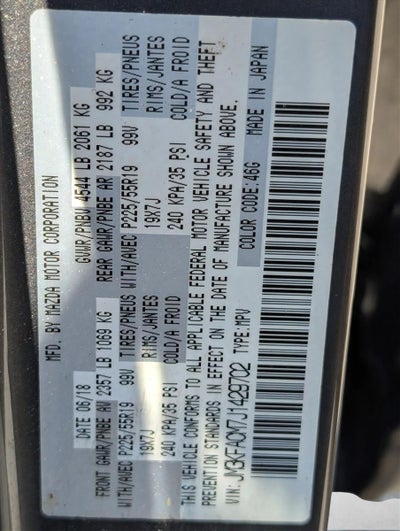 MFD. BY MAZDA MOTOR CORPORATION
DATE 06/18 GVWR/PNBV 4544 LB 2061 KG
FRONT GAWR/PNBE AV 2357 LB 1069 KG REAR GAWR/PNBE AR 2187 LB 992 KG
WITH/AVEC P225/55R19 99V TIRES/PNEUS WITH/AVEC P225/55R19 99V TIRES/PNEUS
19X7J RIMS/JANTES 19X7J RIMS/JANTES
240 KPA/35 PSI COLD/A FROID 240 KPA/35 PSI COLD/A FROID
THIS VEHICLE CONFORMS TO ALL APPLICABLE FEDERAL MOTOR VEHICLE SAFETY AND THEFT
PREVENTION STANDARDS IN EFFECT ON THE DATE OF MANUFACTURE SHOWN ABOVE.
VIN: JM3KFACM7J1428702 TYPE: MPV COLOR CODE: 46G MADE IN JAPAN